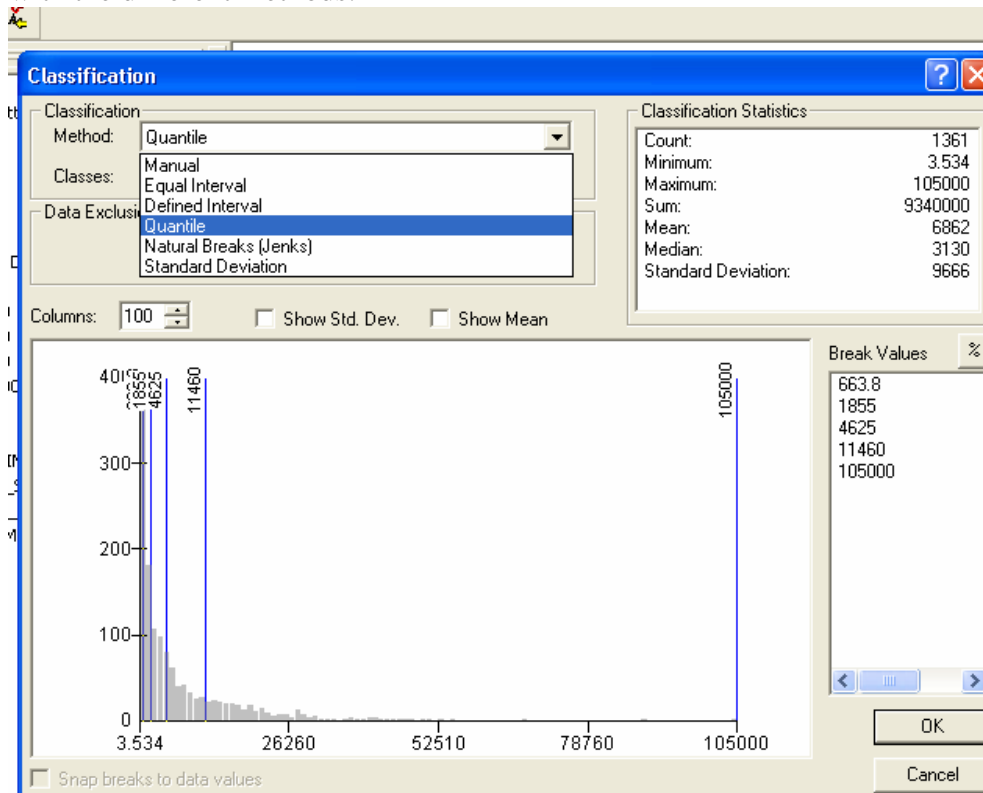 Classification
Classification
Method: Quantile
Manual
Equal Interval
Defined Interval
Quantile
Natural Breaks (Jenks)
Standard Deviation
Classes:
Data Exclusi
Classification Statistics
Count: 1361
Minimum: 3.534
Maximum: 105000
Sum: 9340000
Mean: 6862
Median: 3130
Standard Deviation: 9666
Columns: 100
Show Std. Dev.
Show Mean
1855
4625
11460
105000
300
200
100
0
3.534 26260 52510 78760 105000
Break Values %
663.8
1855
4625
11460
105000
OK
Cancel
Snap breaks to data values